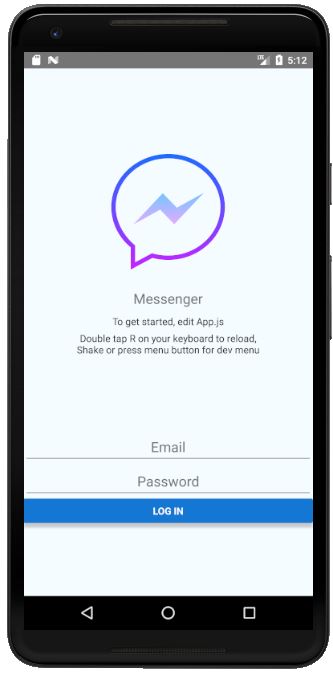 LTE 5:12
Messenger
To get started, edit App.js
Double tap R on your keyboard to reload,
Shake or press menu button for dev menu
Email
Password
LOG IN